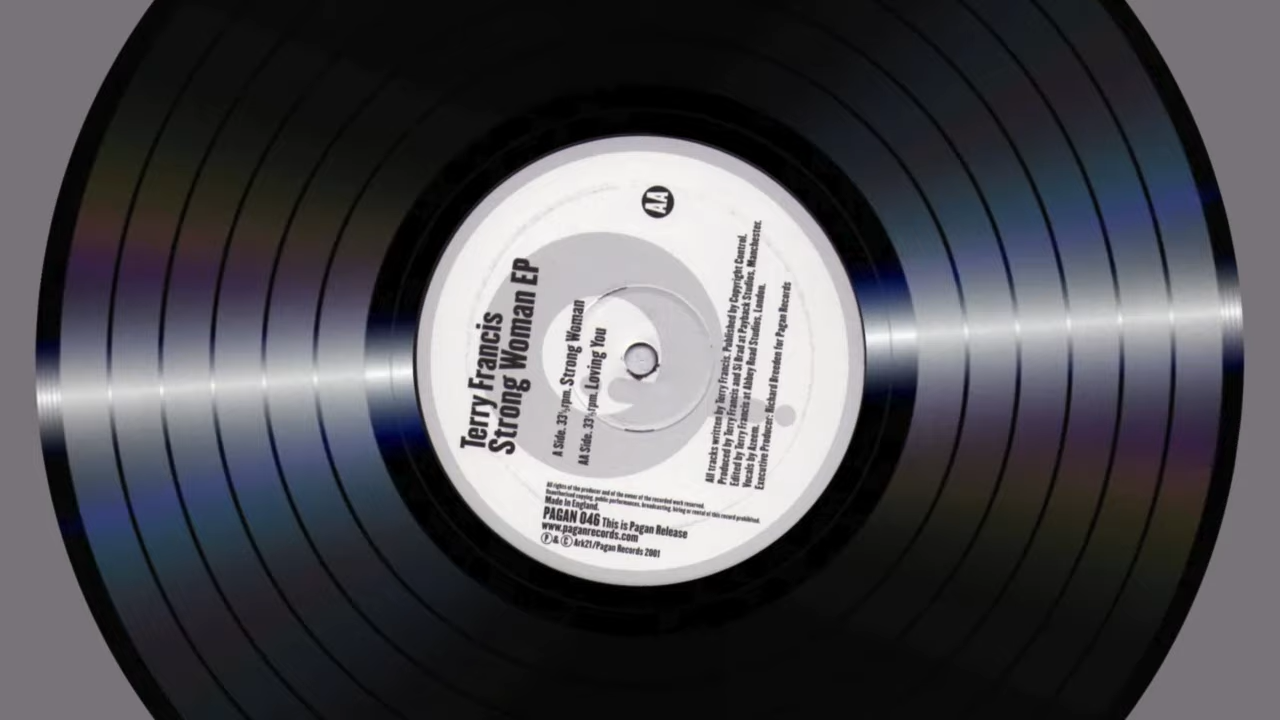 AA
Terry Francis
Strong Woman EP
A Side. 33⅓rpm. Strong Woman
AA Side. 33⅓rpm. Loving You
All tracks written by Terry Francis. Published by Copyright Control.
Produced by Terry Francis and Si Brad at Payback Studios, Manchester.
Edited by Terry Francis at Abbey Road Studios, London.
Vocals by Azeem.
Executive Producer: Richard Breeden for Pagan Records
All rights of the producer and of the owner of the recorded work reserved.
Unauthorised copying, public performances, broadcasting, hiring or rental of this record prohibited.
Made in England.
PAGAN 046 This is Pagan Release
www.paganrecords.com
Ⓟ & Ⓒ Ark21/Pagan Records 2001